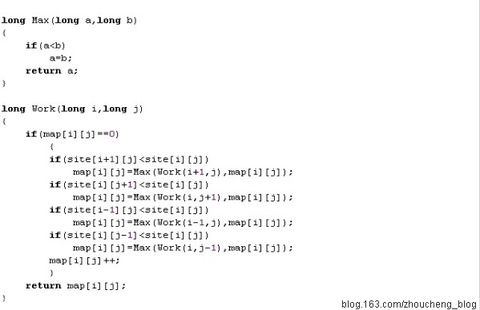 long Max(long a,long b)
{
if(a<b)
a=b;
return a;
}
long Work(long i,long j)
{
if(map[i][j]==0)
{
if(site[i+1][j]<site[i][j])
map[i][j]=Max(Work(i+1,j),map[i][j]);
if(site[i][j+1]<site[i][j])
map[i][j]=Max(Work(i,j+1),map[i][j]);
if(site[i-1][j]<site[i][j])
map[i][j]=Max(Work(i-1,j),map[i][j]);
if(site[i][j-1]<site[i][j])
map[i][j]=Max(Work(i,j-1),map[i][j]);
map[i][j]++;
}
return map[i][j];
}
blog.163.com/zhoucheng_blog